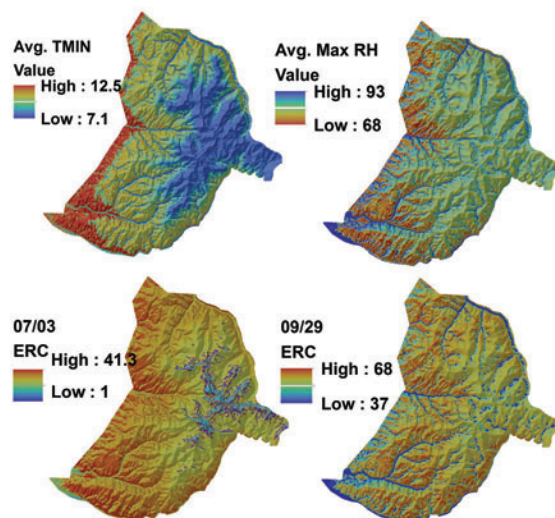 Avg. TMIN
Value
High : 12.5
Low : 7.1
Avg. Max RH
Value
High : 93
Low : 68
07/03
ERC
High : 41.3
Low : 1
09/29
ERC
High : 68
Low : 37